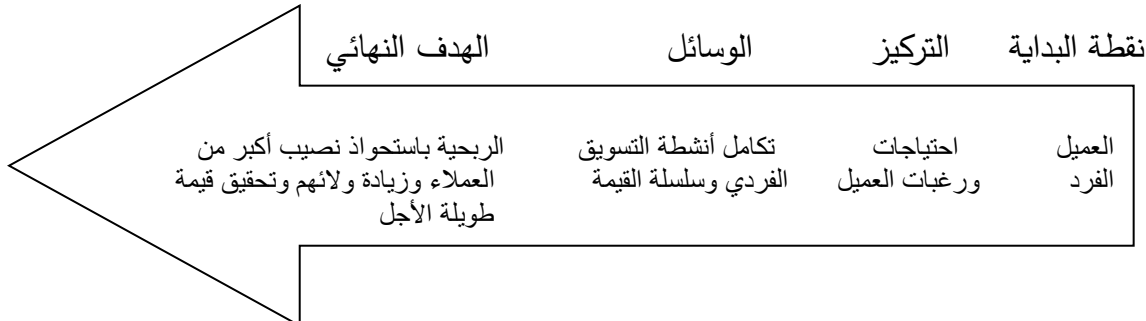 نقطة البداية التركيز الوسائل الهدف النهائي
العميل احتياجات تكامل أنشطة التسويق الربحية باستحواذ نصيب أكبر من
الفرد ورغبات العميل الفردي وسلسلة القيمة العملاء وزيادة ولائهم وتحقيق قيمة
طويلة الأجل